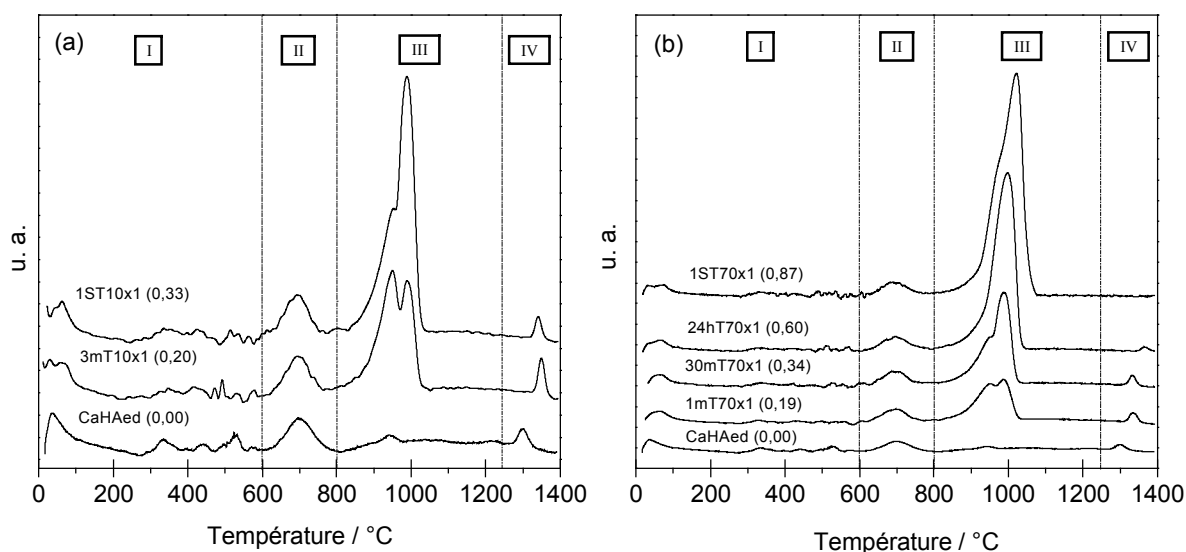 (a)
I
II
III
IV
u. a.
1ST10x1 (0,33)
3mT10x1 (0,20)
CaHAed (0,00)
0 200 400 600 800 1000 1200 1400
Température / °C
(b)
I
II
III
IV
u. a.
1ST70x1 (0,87)
24hT70x1 (0,60)
30mT70x1 (0,34)
1mT70x1 (0,19)
CaHAed (0,00)
0 200 400 600 800 1000 1200 1400
Température / °C